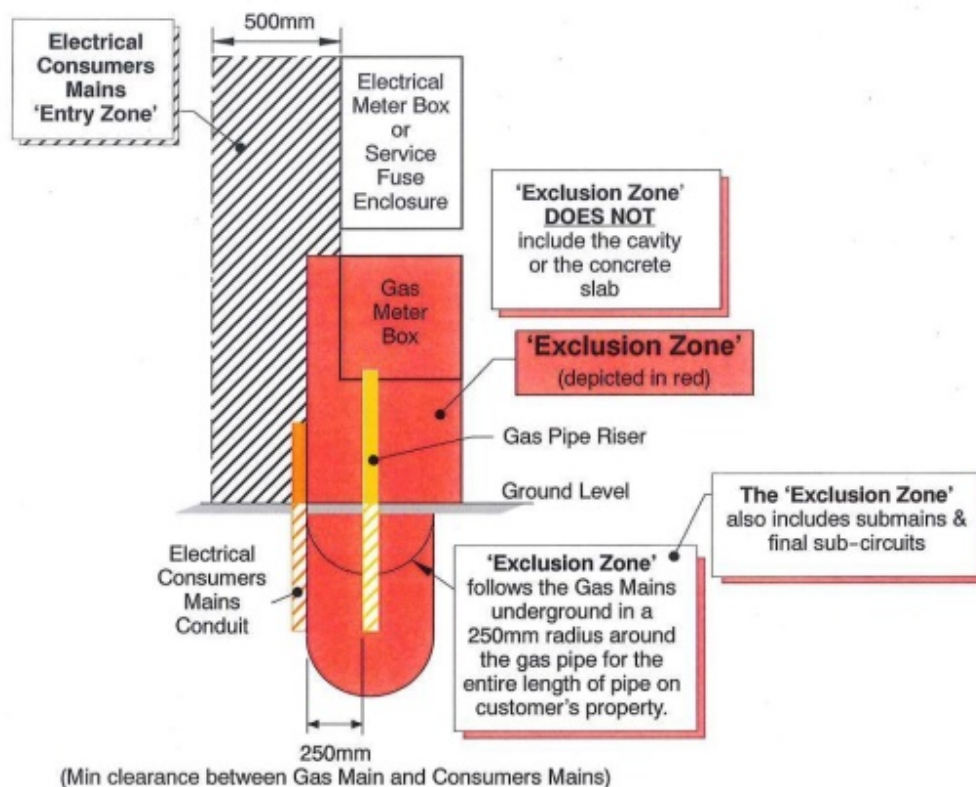 500mm
Electrical
Consumers
Mains
‘Entry Zone’
Electrical
Meter Box
or
Service
Fuse
Enclosure
‘Exclusion Zone’
DOES NOT
include the cavity
or the concrete
slab
Gas
Meter
Box
‘Exclusion Zone’
(depicted in red)
Gas Pipe Riser
Ground Level
The ‘Exclusion Zone’
also includes submains &
final sub-circuits
Electrical
Consumers
Mains
Conduit
‘Exclusion Zone’
follows the Gas Mains
underground in a
250mm radius around
the gas pipe for the
entire length of pipe on
customer’s property.
250mm
(Min clearance between Gas Main and Consumers Mains)